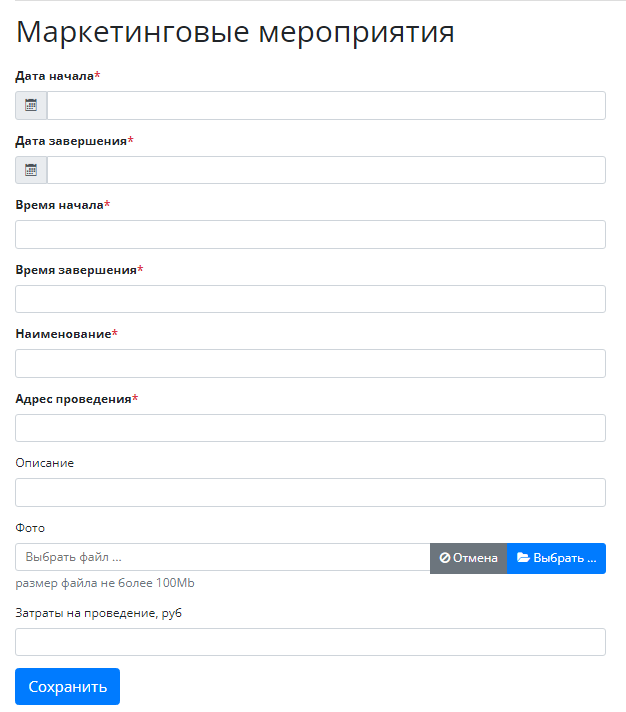 Маркетинговые мероприятия
Дата начала*
Дата завершения*
Время начала*
Время завершения*
Наименование*
Адрес проведения*
Описание
Фото
Выбрать файл ... Отмена Выбрать ...
размер файла не более 100Mb
Затраты на проведение, руб
Сохранить